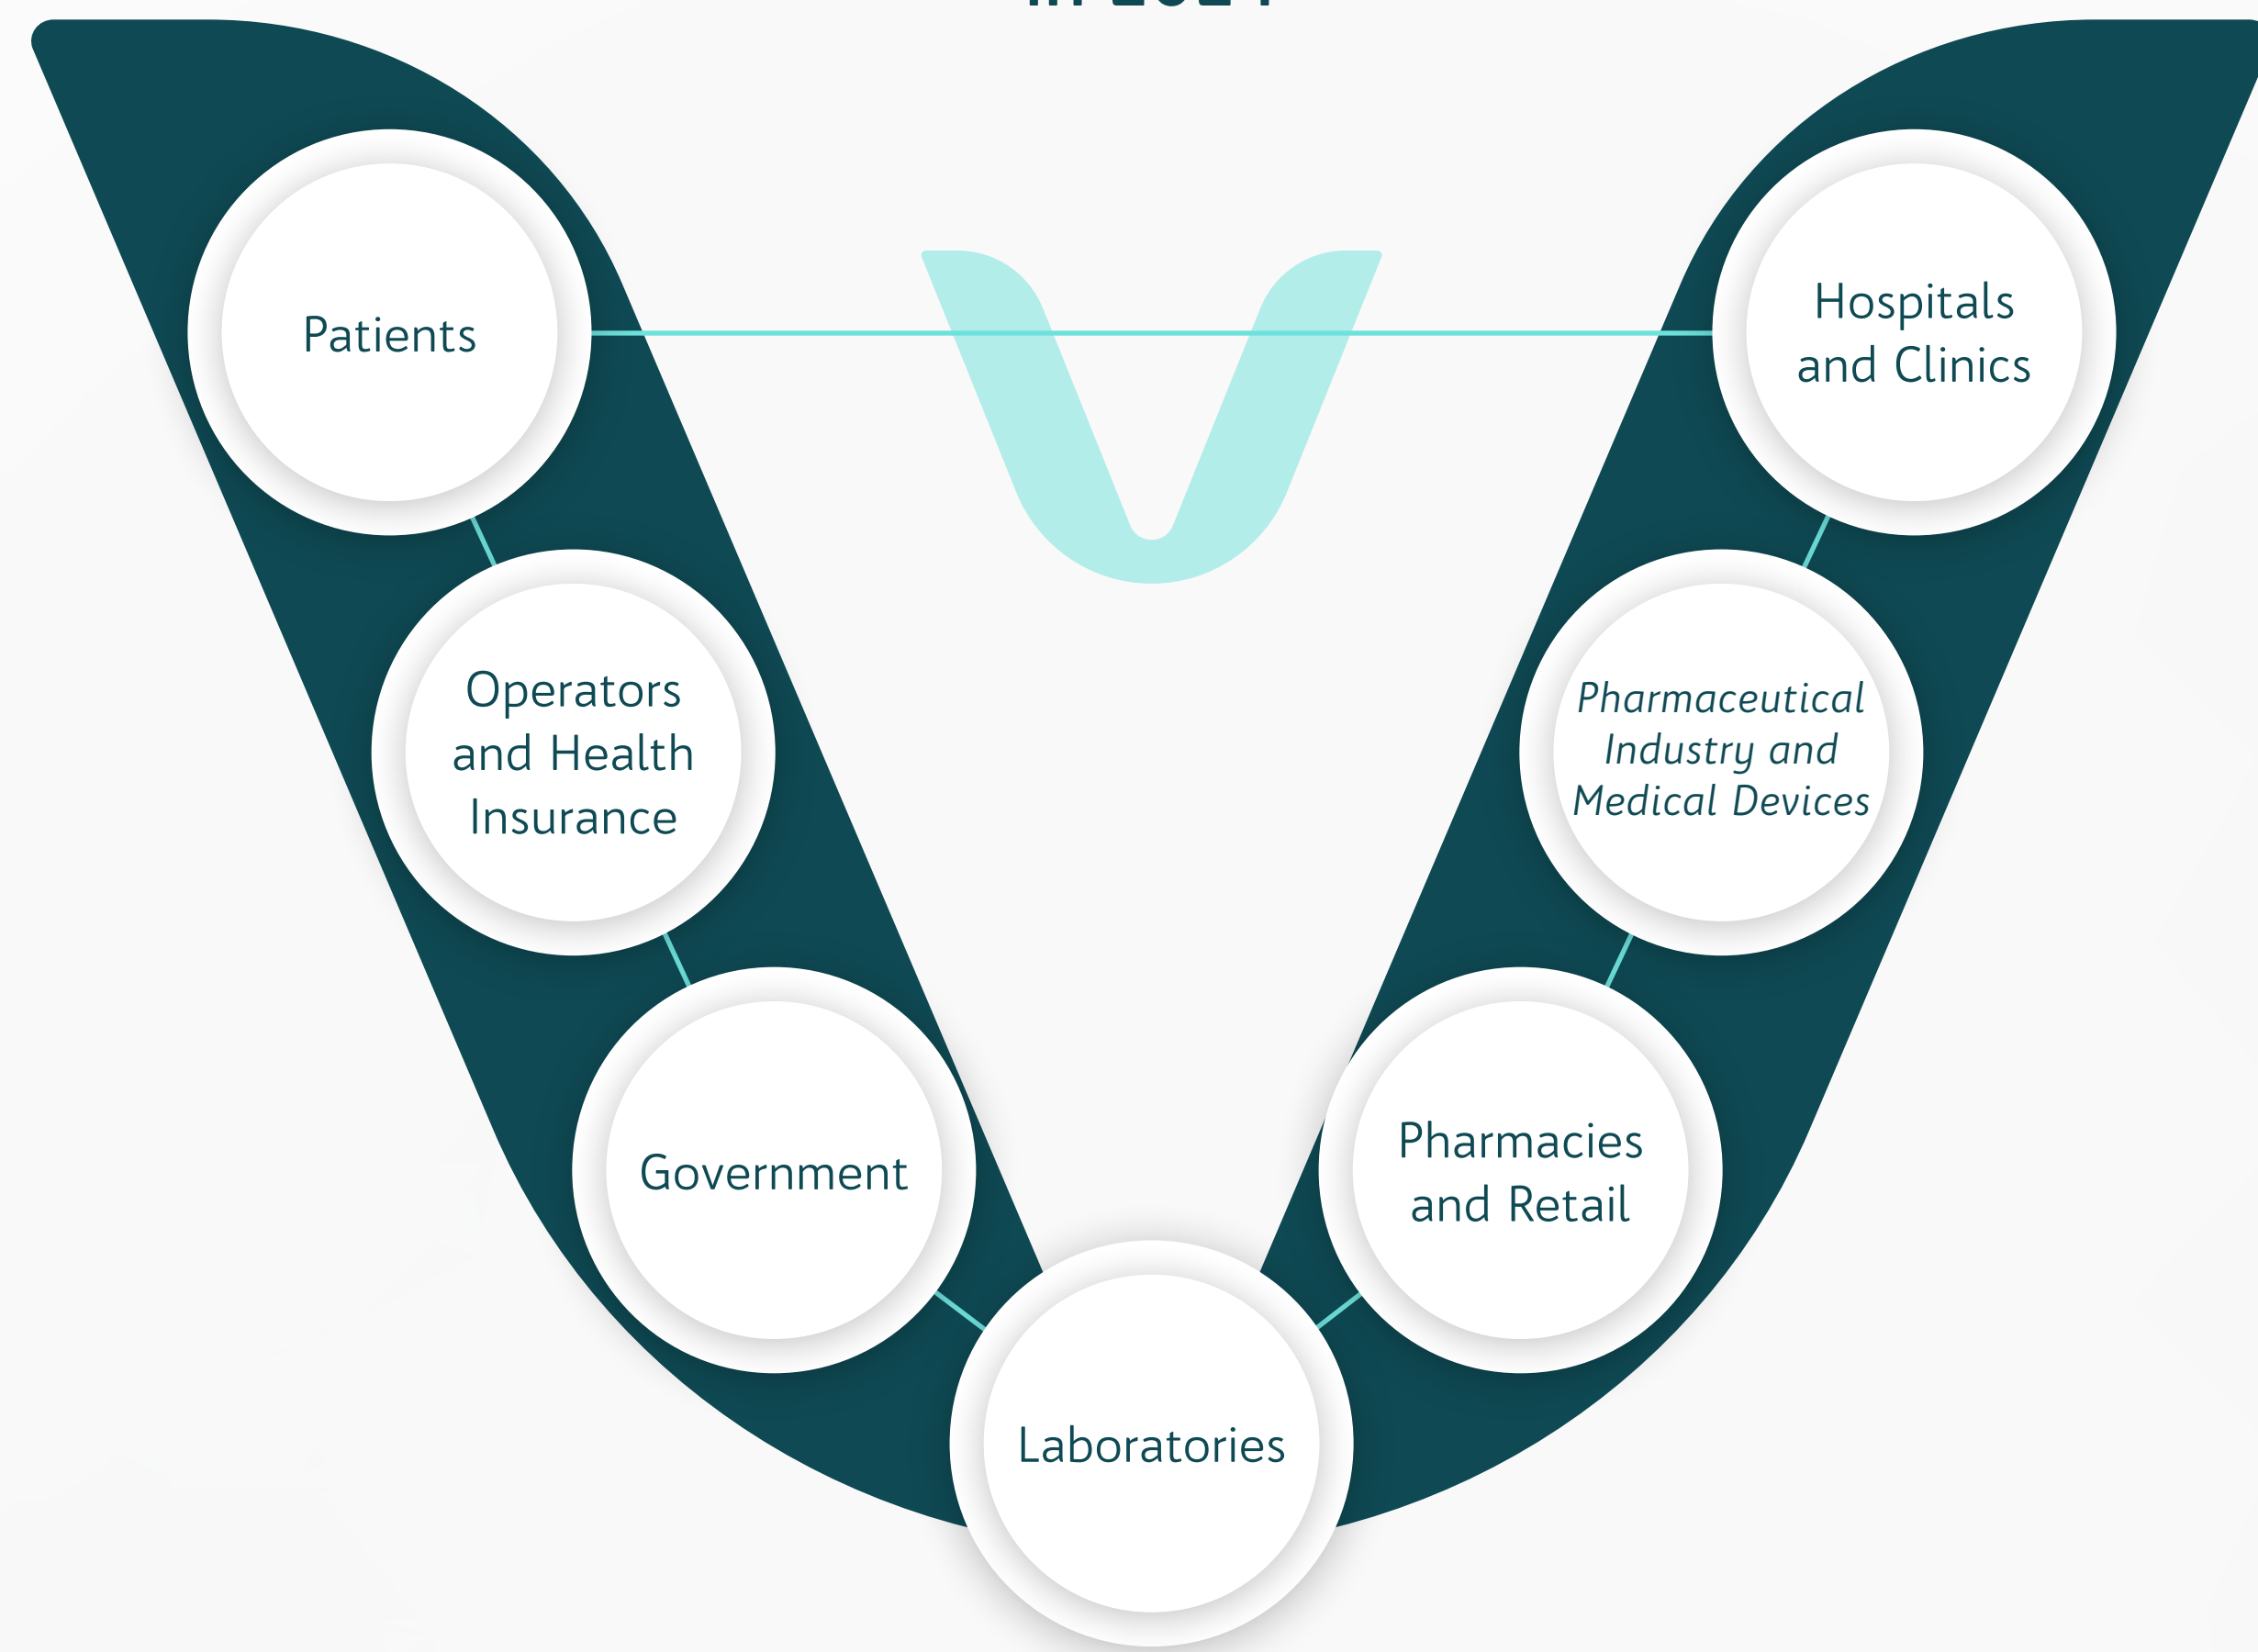 Patients
Hospitals
and Clinics
Operators
and Health
Insurance
Pharmaceutical
Industry and
Medical Devices
Government
Pharmacies
and Retail
Laboratories